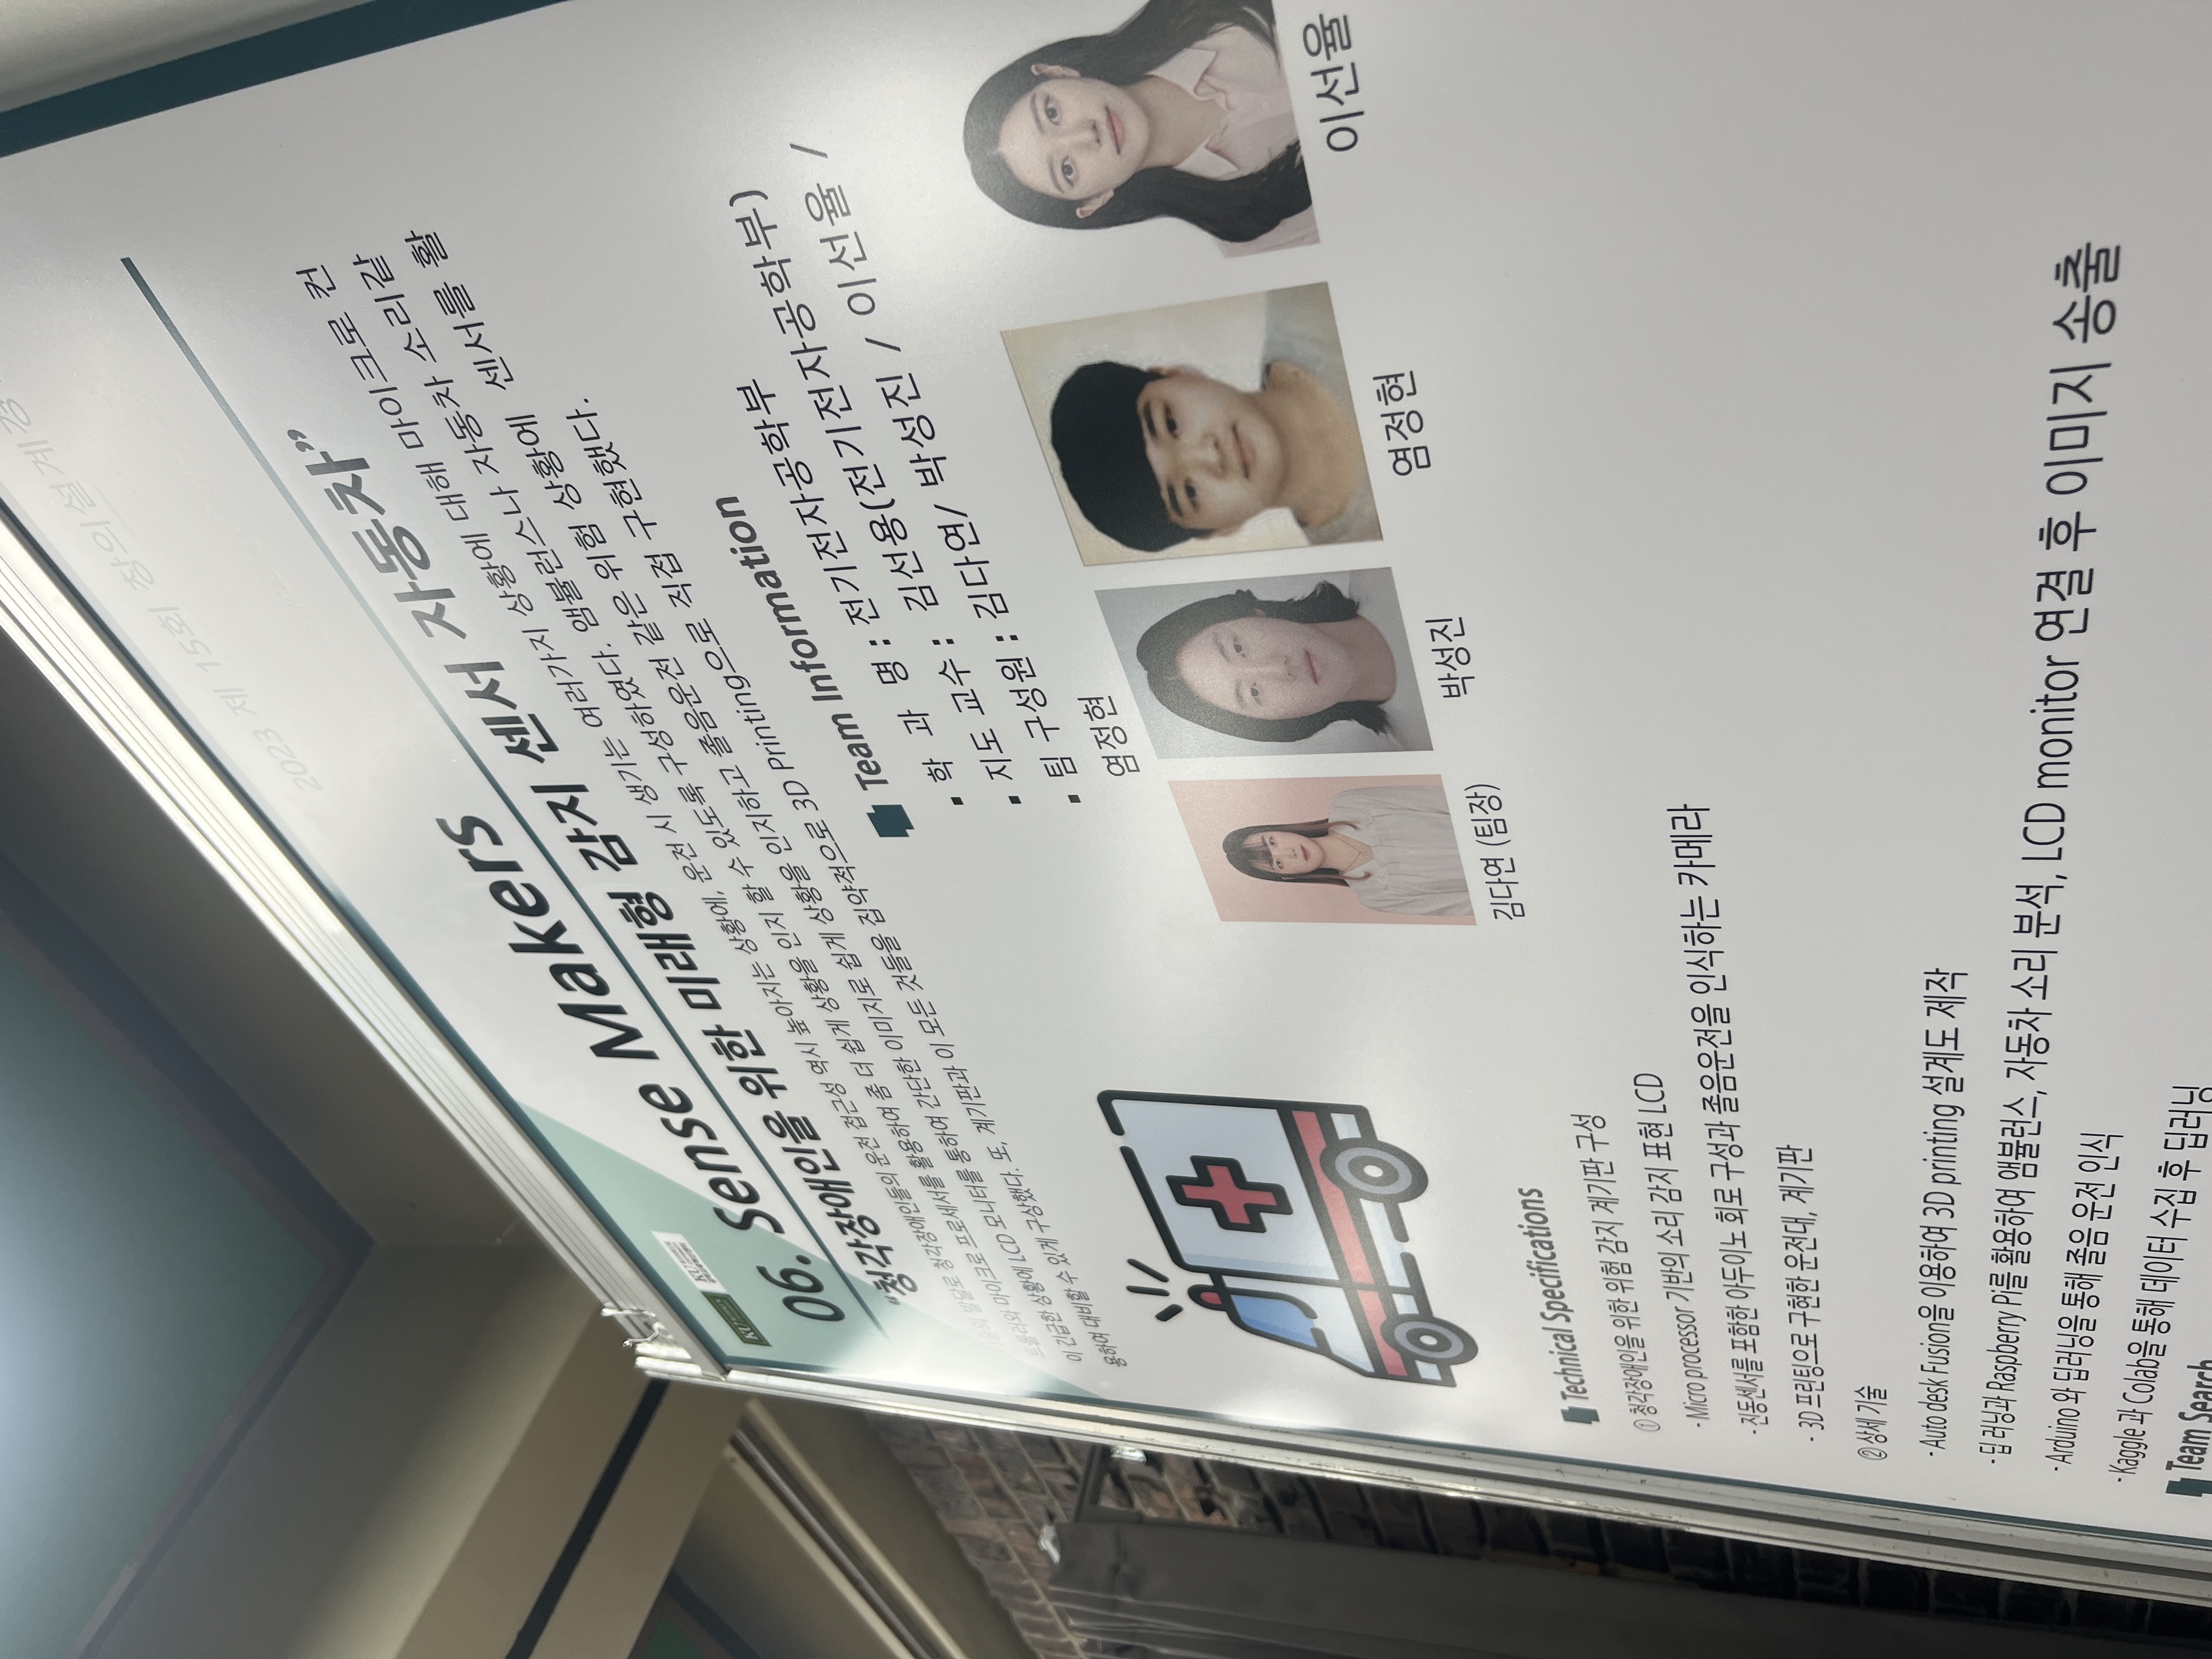 2023 제 15회 창의설계경
KU
KU
06. Sense Makers
“청각장애인을 위한 미래형 감지 센서 자동차”
발달로 청각장애인들의 운전 접근성 역시 높아지는 상황에, 운전 시 생기는 여러가지 상황에 대해 마이크로 컨
트롤러와 마이크로 프로세서를 활용하여 좀 더 쉽게 상황을 인지 할 수 있도록 구성하였다. 앰뷸런스나 자동차 소리같
이 긴급한 상황에 LCD 모니터를 통하여 간단한 이미지로 쉽게 상황을 인지하고 졸음운전 같은 위험 상황에 센서를 활
용하여 대비할 수 있게 구상했다. 또, 계기판과 이 모든 것들을 집약적으로 3D Printing으로 직접 구현했다.
Team Information
▪ 학 과 명 : 전기전자공학부
▪ 지도 교수 : 김선용(전기전자공학부)
▪ 팀 구성원 : 김다연/ 박성진 / 이선율 /
염정현
김다연 (팀장)
박성진
염정현
이선율
Technical Specifications
① 청각장애인을 위한 위험 감지 계기판 구성
- Micro processor 기반의 소리 감지 표현 LCD
- 진동센서를 포함한 아두이노 회로 구성과 졸음운전을 인식하는 카메라
- 3D 프린팅으로 구현한 운전대, 계기판
② 상세 기술
- Auto desk Fusion을 이용하여 3D printing 설계도 제작
- 딥 러닝과 Raspberry Pi를 활용하여 앰뷸런스, 자동차 소리 분석, LCD monitor 연결 후 이미지 송출
- Arduino 와 딥러닝을 통해 졸음 운전 인식
- Kaggle 과 Colab을 통해 데이터 수집 후 딥러닝
Team Search